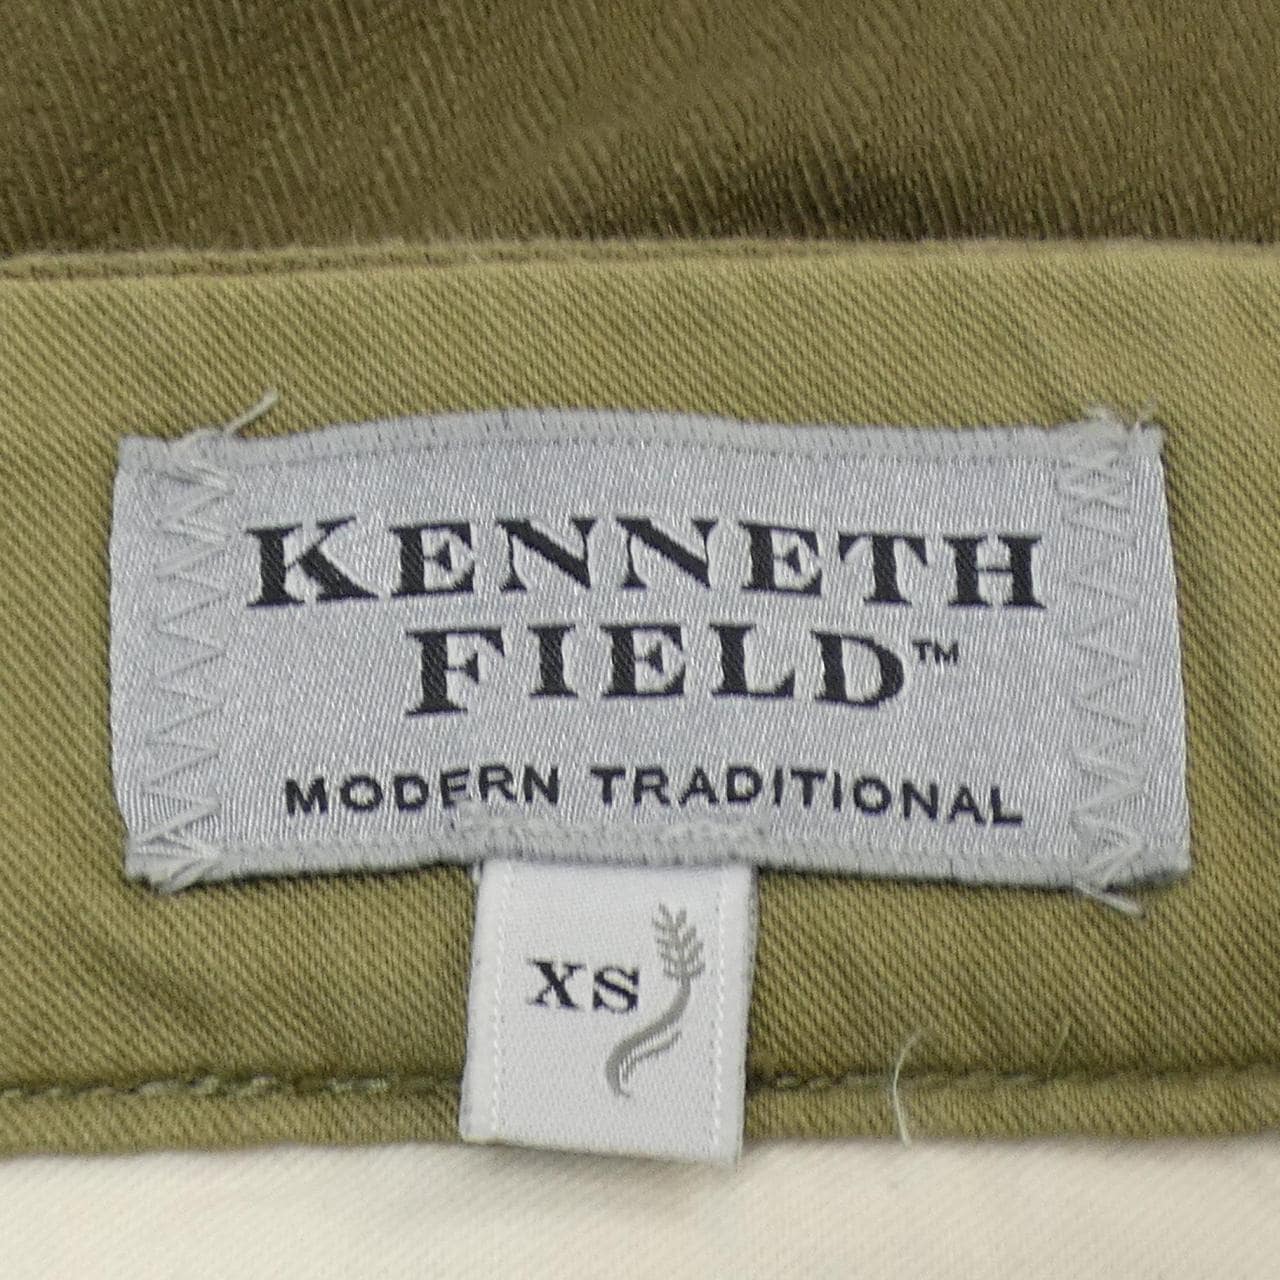 KENNETH
FIELD™
MODERN TRADITIONAL
XS